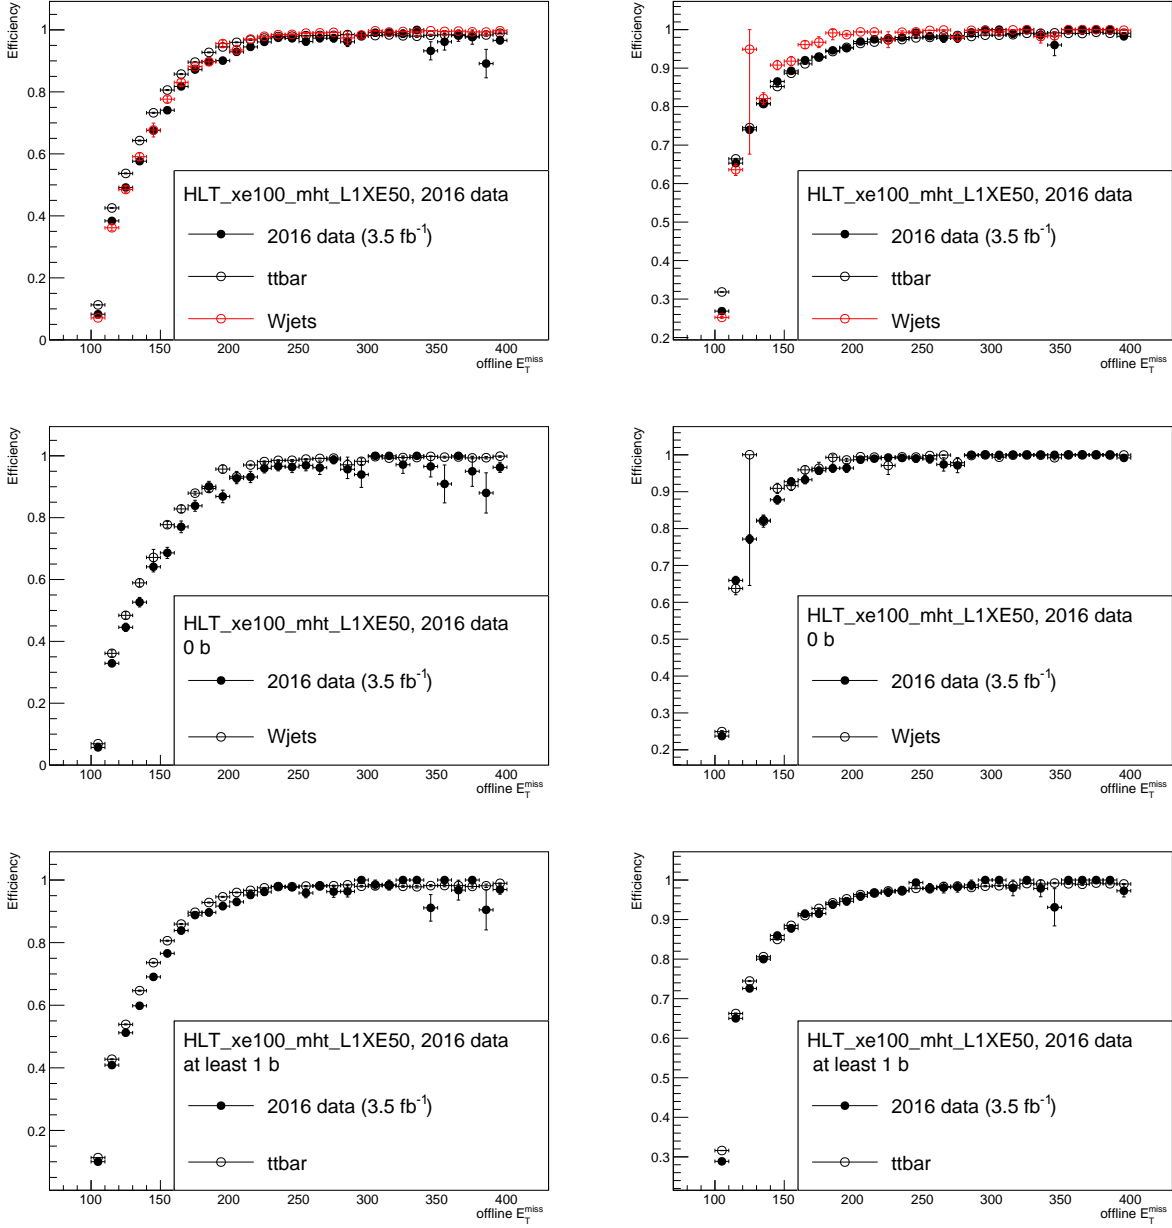 Efficiency
1
0.8
0.6
0.4
0.2
0
HLT_xe100_mht_L1XE50, 2016 data
2016 data (3.5 fb⁻¹)
ttbar
Wjets
100 150 200 250 300 350 400
offline E_T^miss
Efficiency
1
0.9
0.8
0.7
0.6
0.5
0.4
0.3
0.2
HLT_xe100_mht_L1XE50, 2016 data
2016 data (3.5 fb⁻¹)
ttbar
Wjets
100 150 200 250 300 350 400
offline E_T^miss
Efficiency
1
0.8
0.6
0.4
0.2
0
HLT_xe100_mht_L1XE50, 2016 data
0 b
2016 data (3.5 fb⁻¹)
Wjets
100 150 200 250 300 350 400
offline E_T^miss
Efficiency
1
0.9
0.8
0.7
0.6
0.5
0.4
0.3
0.2
HLT_xe100_mht_L1XE50, 2016 data
0 b
2016 data (3.5 fb⁻¹)
Wjets
100 150 200 250 300 350 400
offline E_T^miss
Efficiency
1
0.8
0.6
0.4
0.2
HLT_xe100_mht_L1XE50, 2016 data
at least 1 b
2016 data (3.5 fb⁻¹)
ttbar
100 150 200 250 300 350 400
offline E_T^miss
Efficiency
1
0.9
0.8
0.7
0.6
0.5
0.4
0.3
HLT_xe100_mht_L1XE50, 2016 data
at least 1 b
2016 data (3.5 fb⁻¹)
ttbar
100 150 200 250 300 350 400
offline E_T^miss